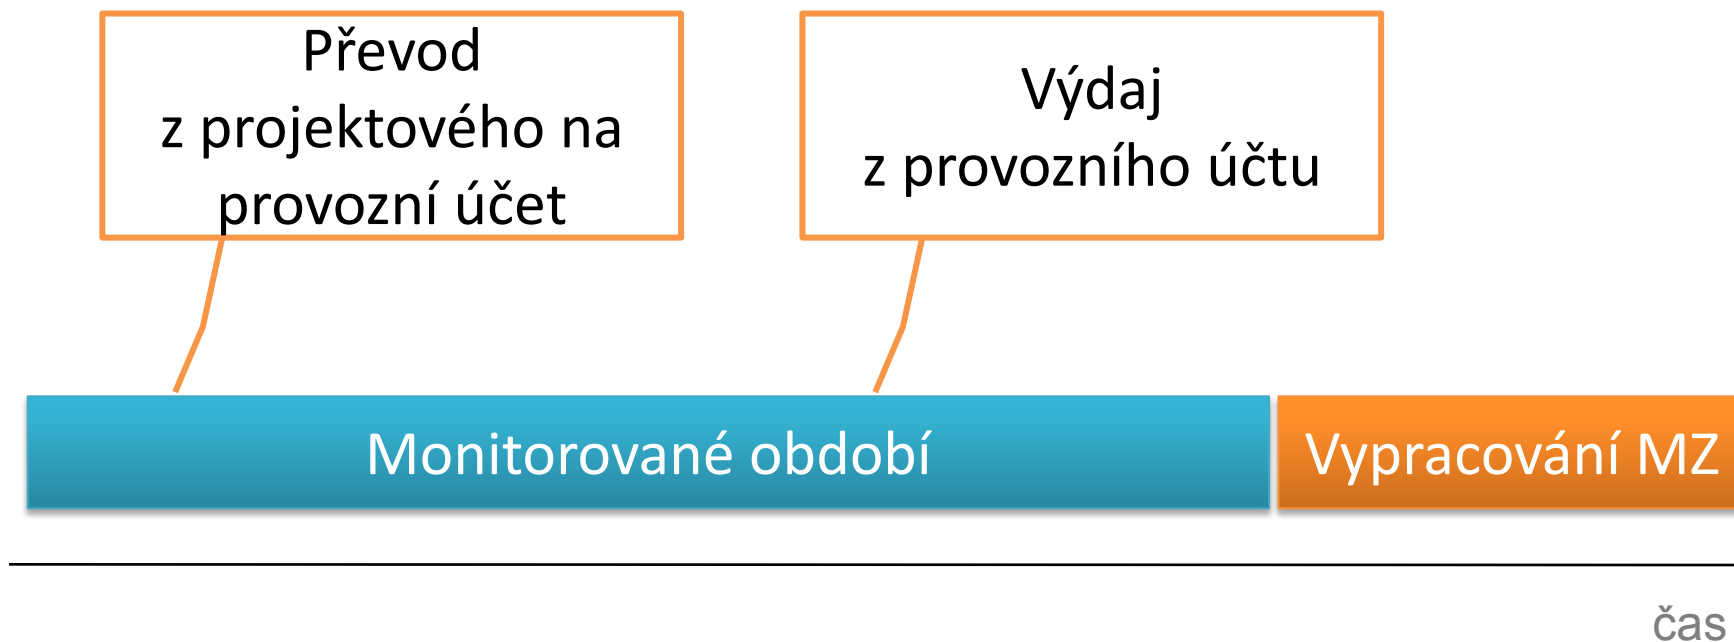 Převod
z projektového na
provozní účet
Výdaj
z provozního účtu
Monitorované období
Vypracování MZ
čas